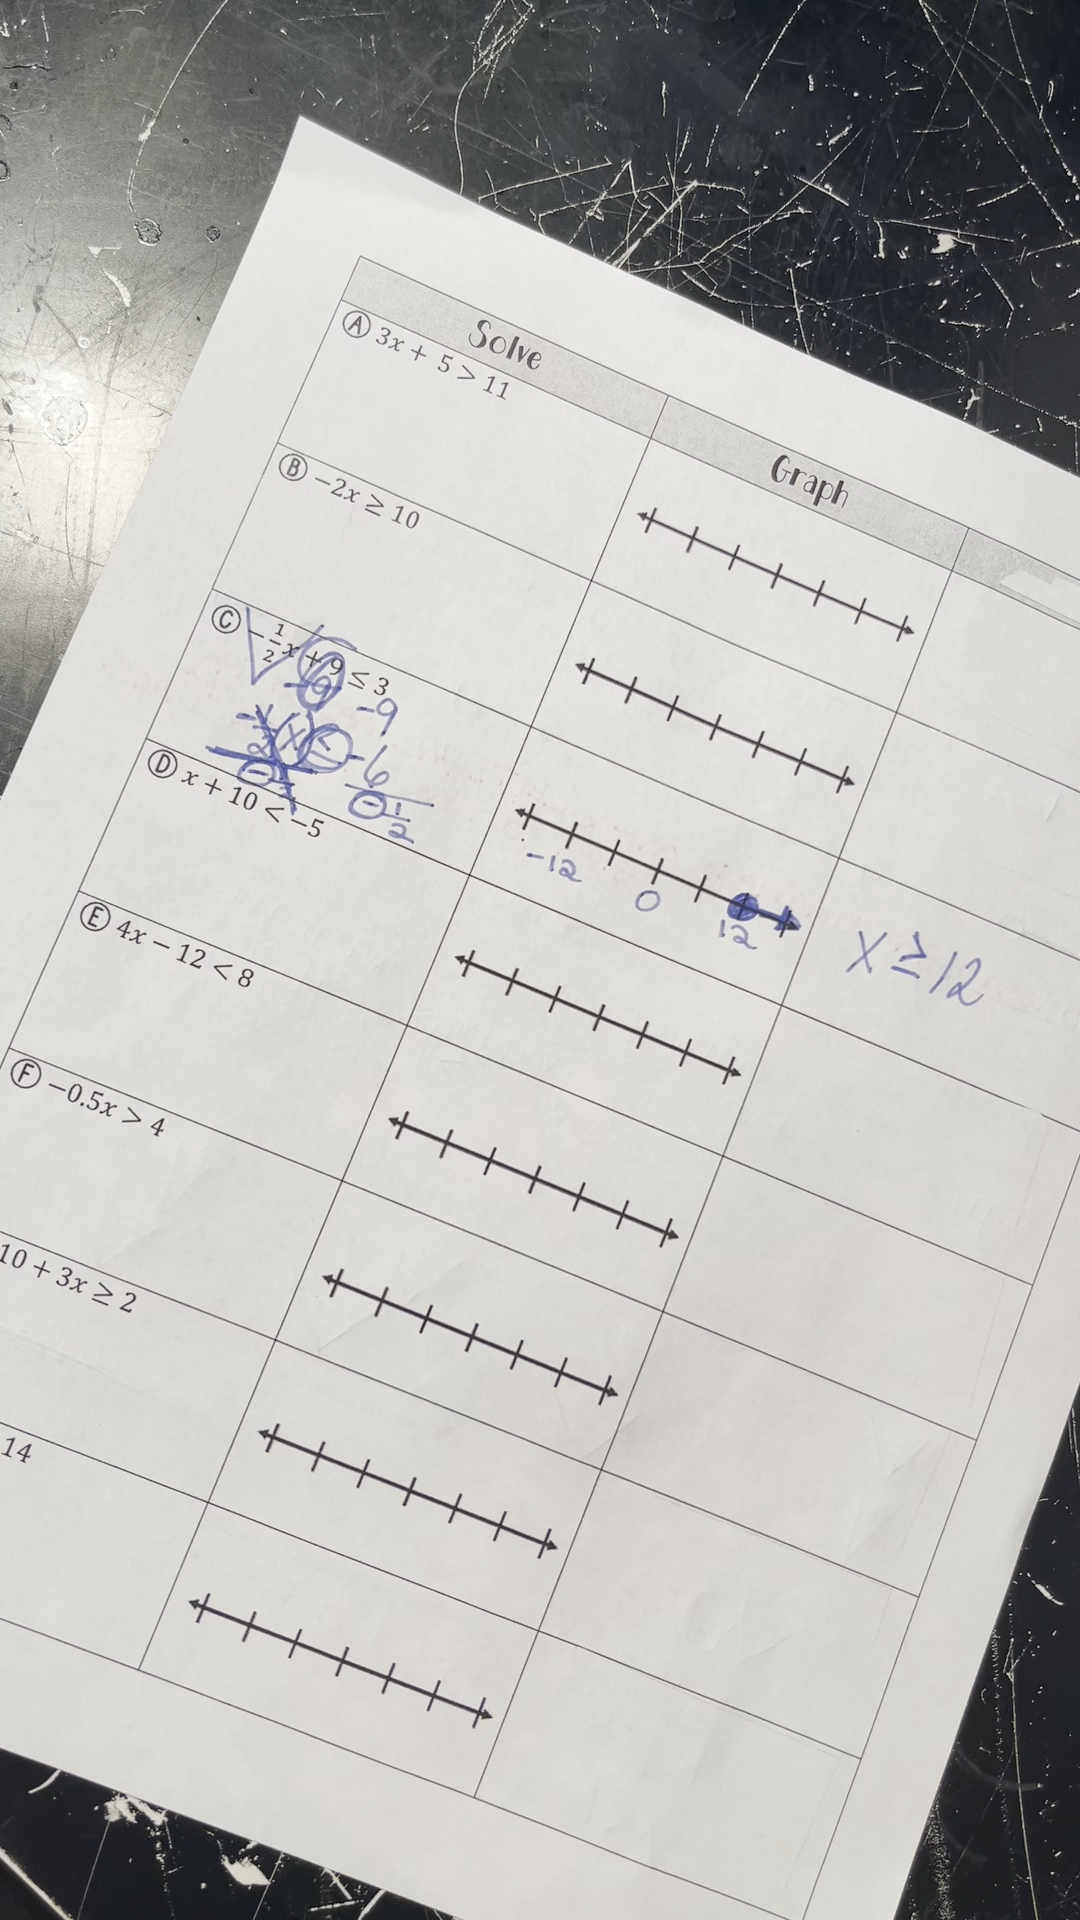 Solve
Graph
Ⓐ 3x + 5 > 11
Ⓑ −2x ≥ 10
Ⓒ −1/2x + 9 ≤ 3
-9 -9
-6
-1/2
-12 0 12
x ≥ 12
Ⓓ x + 10 < −5
Ⓔ 4x − 12 < 8
Ⓕ −0.5x > 4
10 + 3x ≥ 2
14